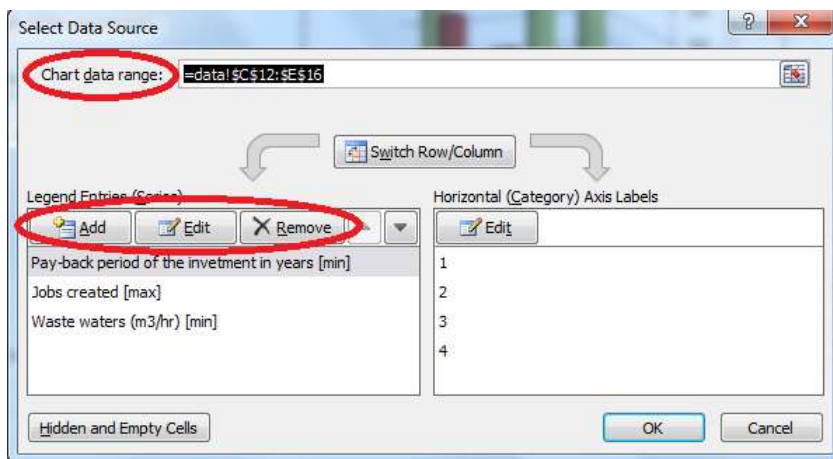 Select Data Source
Chart data range: =data!$C$12:$E$16
Switch Row/Column
Legend Entries (Series)
Add Edit Remove
Pay-back period of the invetment in years [min]
Jobs created [max]
Waste waters (m3/hr) [min]
Horizontal (Category) Axis Labels
Edit
1
2
3
4
Hidden and Empty Cells
OK Cancel